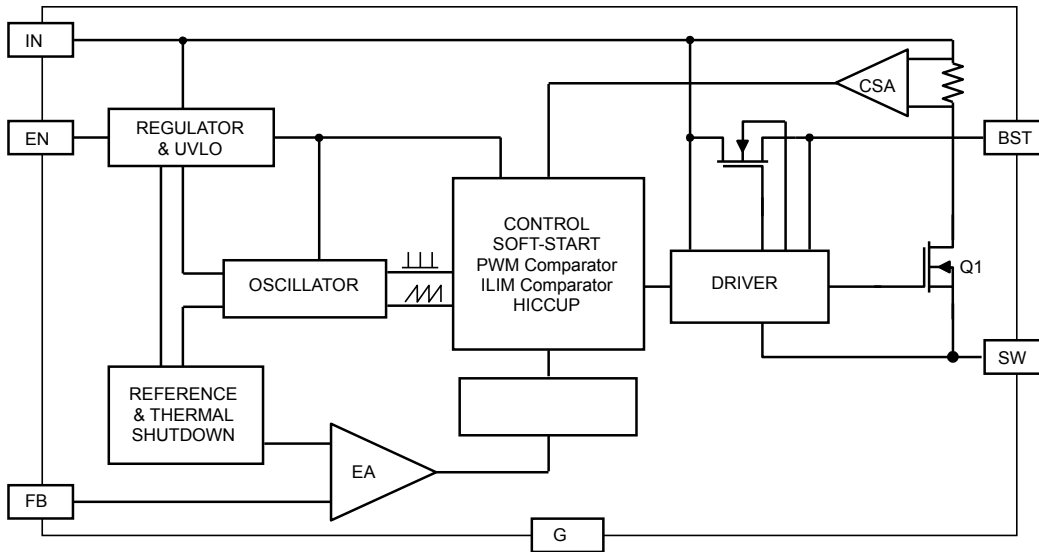 IN
CSA
EN
REGULATOR
& UVLO
BST
CONTROL
SOFT-START
PWM Comparator
ILIM Comparator
HICCUP
OSCILLATOR
DRIVER
Q1
SW
REFERENCE
& THERMAL
SHUTDOWN
EA
FB
G